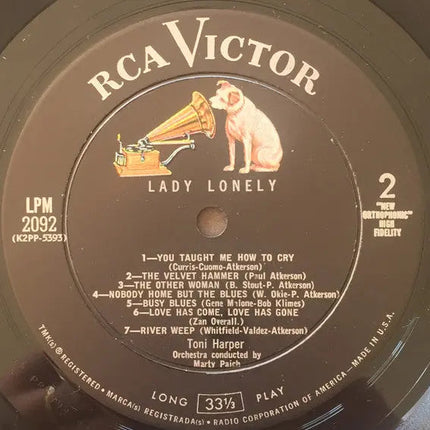 RCA VICTOR
LADY LONELY
LPM
2092
(K2PP-5393)
2
"NEW
ORTHOPHONIC"
HIGH
FIDELITY
1—YOU TAUGHT ME HOW TO CRY
(Curris-Cuomo-Atkerson)
2—THE VELVET HAMMER (Paul Atkerson)
3—THE OTHER WOMAN (B. Stout-P. Atkerson)
4—NOBODY HOME BUT THE BLUES (W. Okie-P. Atkerson)
5—BUSY BLUES (Gene Malone-Bob Klimes)
6—LOVE HAS COME, LOVE HAS GONE
(Zan Overall.)
7—RIVER WEEP (Whitfield-Valdez-Atkerson)
Toni Harper
Orchestra conducted by
Marty Paich
LONG 33⅓ PLAY
TMK(s) ® REGISTERED • MARCA(s) REGISTRADA(s) • RADIO CORPORATION OF AMERICA — MADE IN U.S.A.